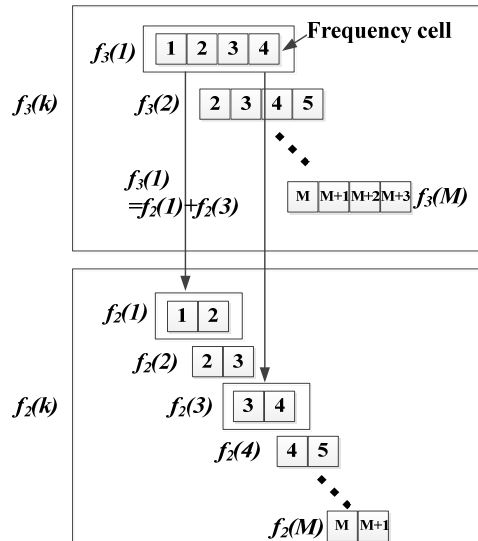 Frequency cell
f3(1) 1 2 3 4
f3(k)
f3(2) 2 3 4 5
f3(1)
=f2(1)+f2(3)
M M+1 M+2 M+3 f3(M)
f2(1) 1 2
f2(2) 2 3
f2(k)
f2(3) 3 4
f2(4) 4 5
f2(M) M M+1